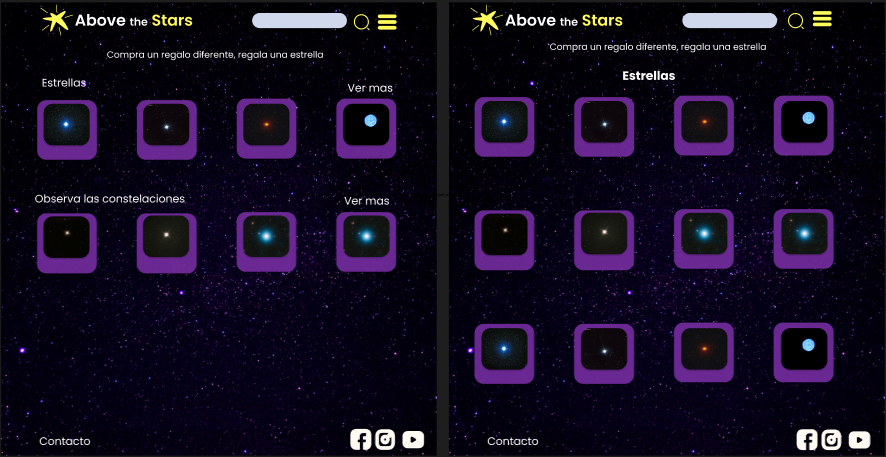 Above the Stars
Compra un regalo diferente, regala una estrella
Estrellas
Ver mas
Observa las constelaciones
Ver mas
Contacto
Above the Stars
Compra un regalo diferente, regala una estrella
Estrellas
Contacto